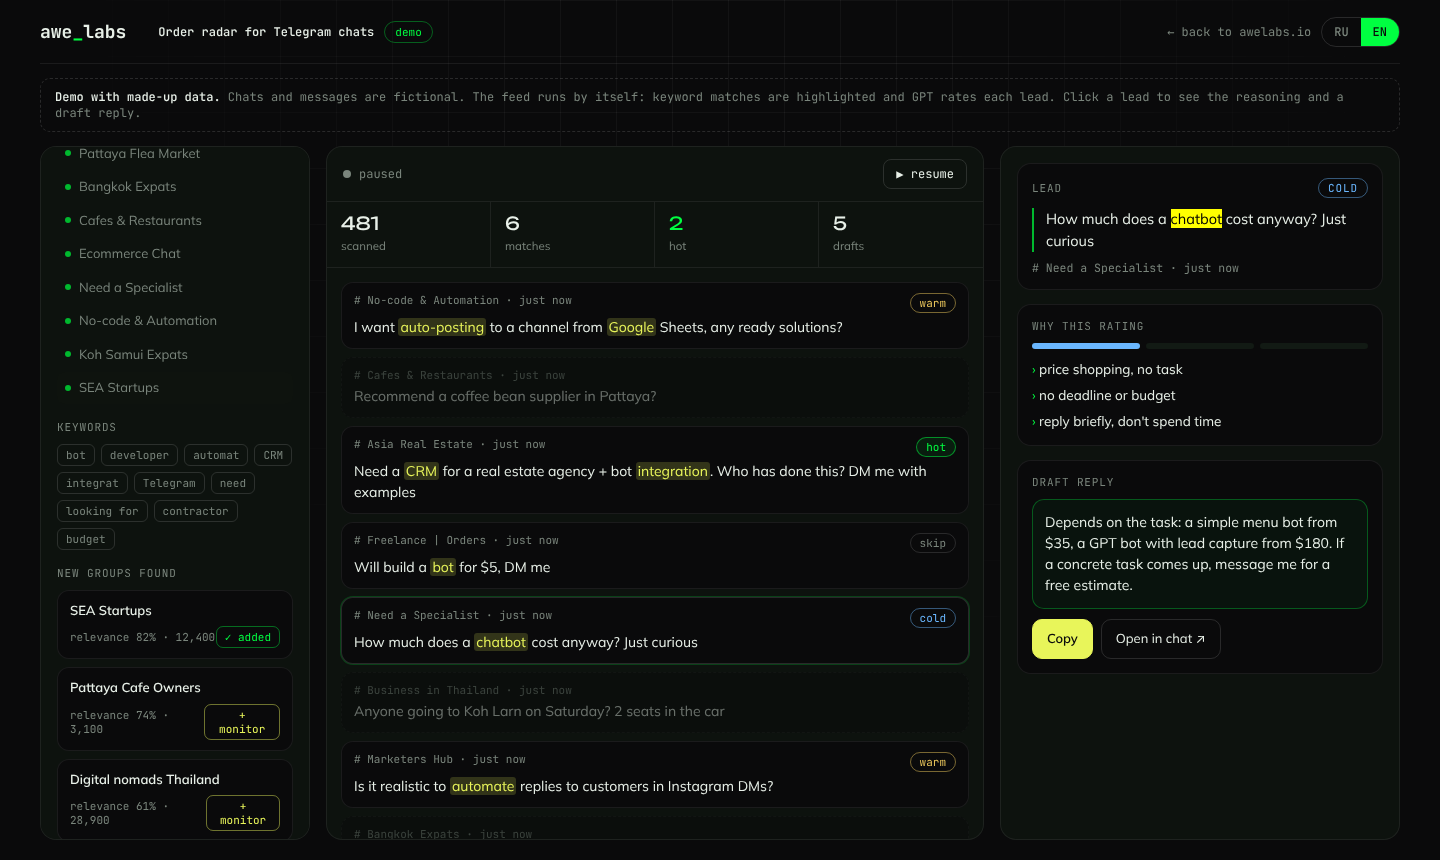 awe_labs
Order radar for Telegram chats
demo
← back to awelabs.io
RU
EN
Demo with made-up data. Chats and messages are fictional. The feed runs by itself: keyword matches are highlighted and GPT rates each lead. Click a lead to see the reasoning and a
draft reply.
Pattaya Flea Market
Bangkok Expats
Cafes & Restaurants
Ecommerce Chat
Need a Specialist
No-code & Automation
Koh Samui Expats
SEA Startups
KEYWORDS
bot developer automat CRM
integrat Telegram need
looking for contractor
budget
NEW GROUPS FOUND
SEA Startups
relevance 82% · 12,400 ✓ added
Pattaya Cafe Owners
relevance 74% ·
3,100
+
monitor
Digital nomads Thailand
relevance 61% ·
28,900
+
monitor
paused
▶ resume
481
scanned
6
matches
2
hot
5
drafts
# No-code & Automation · just now
warm
I want auto-posting to a channel from Google Sheets, any ready solutions?
# Cafes & Restaurants · just now
Recommend a coffee bean supplier in Pattaya?
# Asia Real Estate · just now
hot
Need a CRM for a real estate agency + bot integration. Who has done this? DM me with
examples
# Freelance | Orders · just now
skip
Will build a bot for $5, DM me
# Need a Specialist · just now
cold
How much does a chatbot cost anyway? Just curious
# Business in Thailand · just now
Anyone going to Koh Larn on Saturday? 2 seats in the car
# Marketers Hub · just now
warm
Is it realistic to automate replies to customers in Instagram DMs?
# Bangkok Expats · just now
LEAD
COLD
How much does a chatbot cost anyway? Just
curious
# Need a Specialist · just now
WHY THIS RATING
› price shopping, no task
› no deadline or budget
› reply briefly, don't spend time
DRAFT REPLY
Depends on the task: a simple menu bot from
$35, a GPT bot with lead capture from $180. If
a concrete task comes up, message me for a
free estimate.
Copy
Open in chat ↗